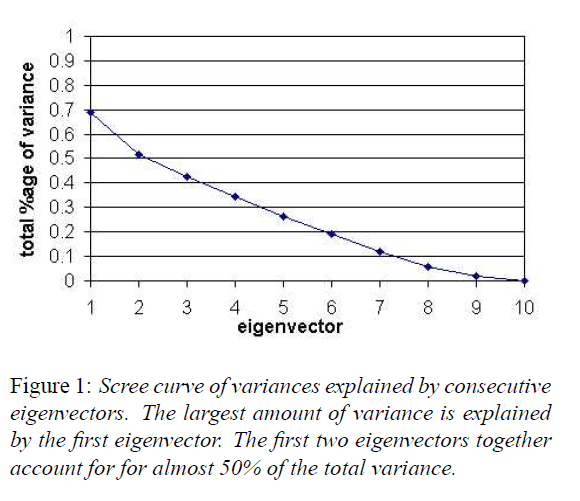 total %age of variance
1
0.9
0.8
0.7
0.6
0.5
0.4
0.3
0.2
0.1
0
1 2 3 4 5 6 7 8 9 10
eigenvector
Figure 1: Scree curve of variances explained by consecutive
eigenvectors. The largest amount of variance is explained
by the first eigenvector. The first two eigenvectors together
account for for almost 50% of the total variance.